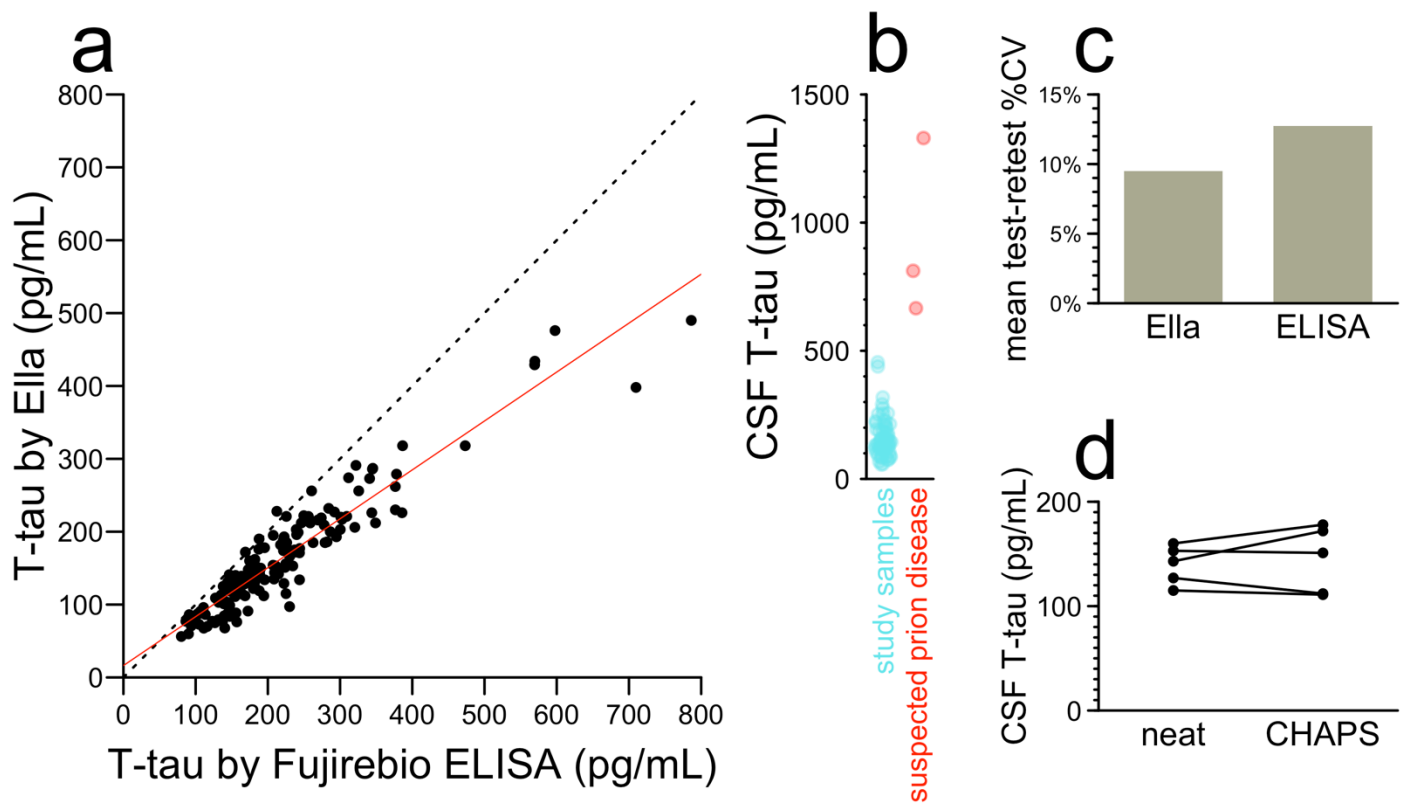 a
T-tau by Ella (pg/mL)
800
700
600
500
400
300
200
100
0
0 100 200 300 400 500 600 700 800
T-tau by Fujirebio ELISA (pg/mL)
b
CSF T-tau (pg/mL)
1500
1000
500
0
study samples
suspected prion disease
c
mean test-retest %CV
15%
10%
5%
0%
Ella ELISA
d
CSF T-tau (pg/mL)
200
100
0
neat CHAPS